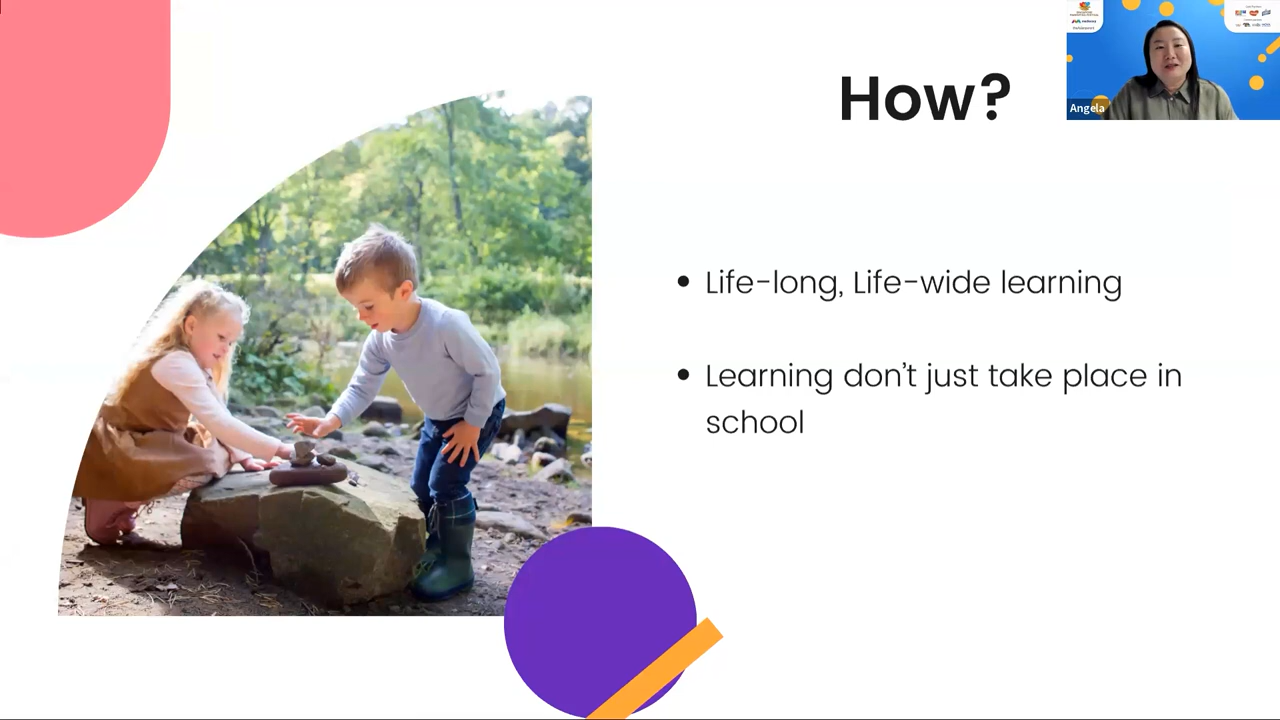 How?
Angela
Life-long, Life-wide learning
Learning don't just take place in
school